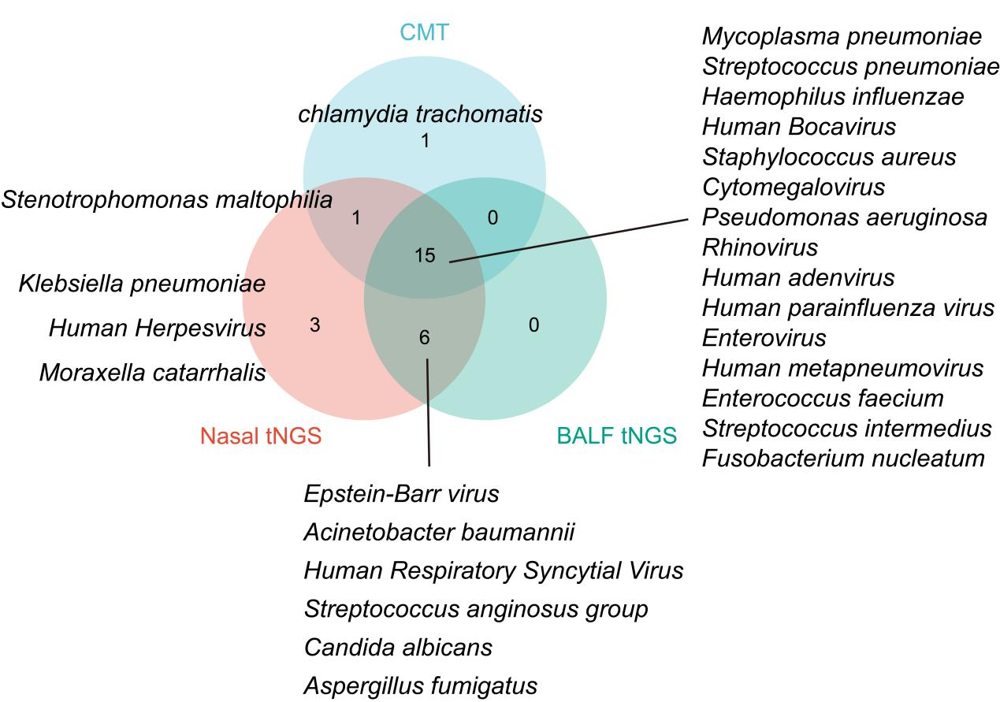 CMT
chlamydia trachomatis
1
Stenotrophomonas maltophilia
1
0
15
Klebsiella pneumoniae
Human Herpesvirus
Moraxella catarrhalis
3
6
0
Nasal tNGS
BALF tNGS
Mycoplasma pneumoniae
Streptococcus pneumoniae
Haemophilus influenzae
Human Bocavirus
Staphylococcus aureus
Cytomegalovirus
Pseudomonas aeruginosa
Rhinovirus
Human adenvirus
Human parainfluenza virus
Enterovirus
Human metapneumovirus
Enterococcus faecium
Streptococcus intermedius
Fusobacterium nucleatum
Epstein-Barr virus
Acinetobacter baumannii
Human Respiratory Syncytial Virus
Streptococcus anginosus group
Candida albicans
Aspergillus fumigatus